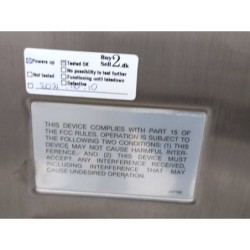 Powers up
Tested OK
Buy
2
Sell .dk
No possibility to test further
Not tested
Functioning until takedown
Defective
THIS DEVICE COMPLIES WITH PART 15 OF
THE FCC RULES. OPERATION IS SUBJECT TO
THE FOLLOWING TWO CONDITIONS: (1) THIS
DEVICE MAY NOT CAUSE HARMFUL INTER-
FERENCE, AND (2) THIS DEVICE MUST
ACCEPT ANY INTERFERENCE RECEIVED,
INCLUDING INTERFERENCE THAT MAY
CAUSE UNDESIRED OPERATION.